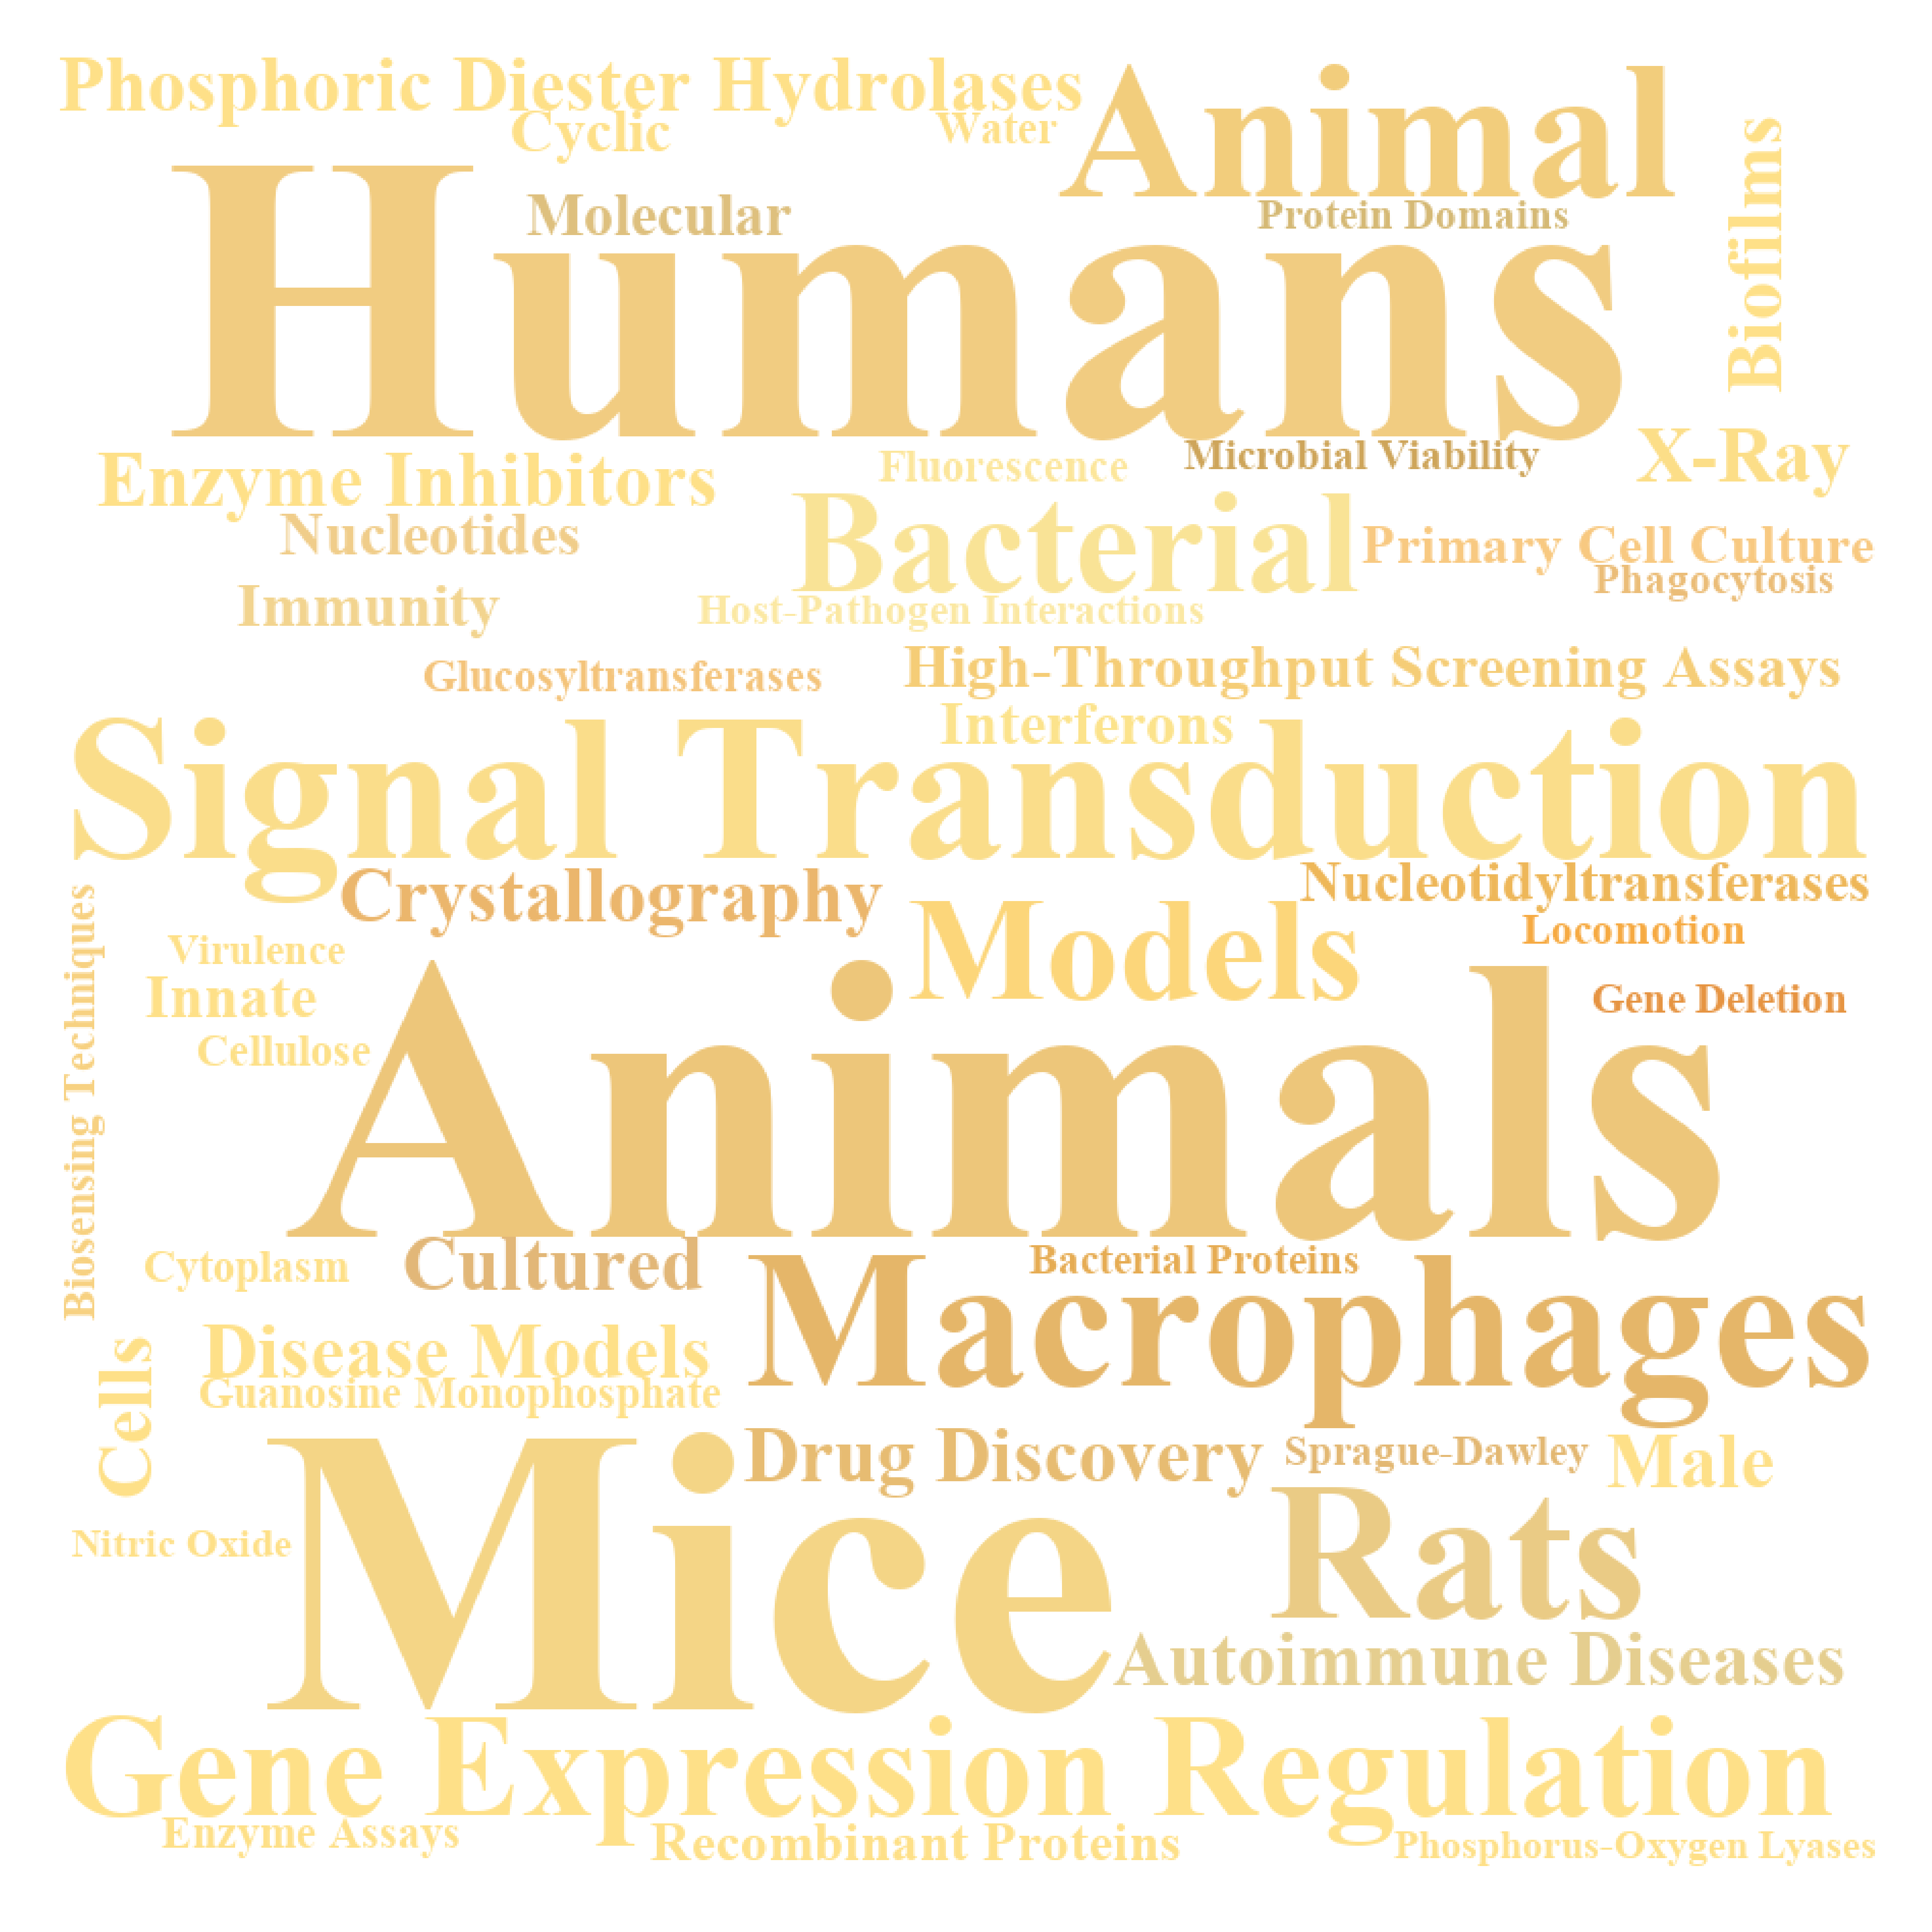 Phosphoric Diester Hydrolases
Animal
Cyclic
Water
Biofilms
Humans
Molecular
Protein Domains
Enzyme Inhibitors
Fluorescence
Microbial Viability
X-Ray
Nucleotides
Bacterial
Primary Cell Culture
Phagocytosis
Immunity
Host-Pathogen Interactions
Glucosyltransferases
High-Throughput Screening Assays
Interferons
Signal Transduction
Crystallography
Nucleotidyltransferases
Models
Locomotion
Virulence
Innate
Gene Deletion
Cellulose
Biosensing Techniques
Animals
Cytoplasm
Cultured
Bacterial Proteins
Macrophages
Cells
Disease Models
Guanosine Monophosphate
Drug Discovery
Sprague-Dawley
Male
Mice
Rats
Nitric Oxide
Autoimmune Diseases
Gene Expression Regulation
Enzyme Assays
Recombinant Proteins
Phosphorus-Oxygen Lyases